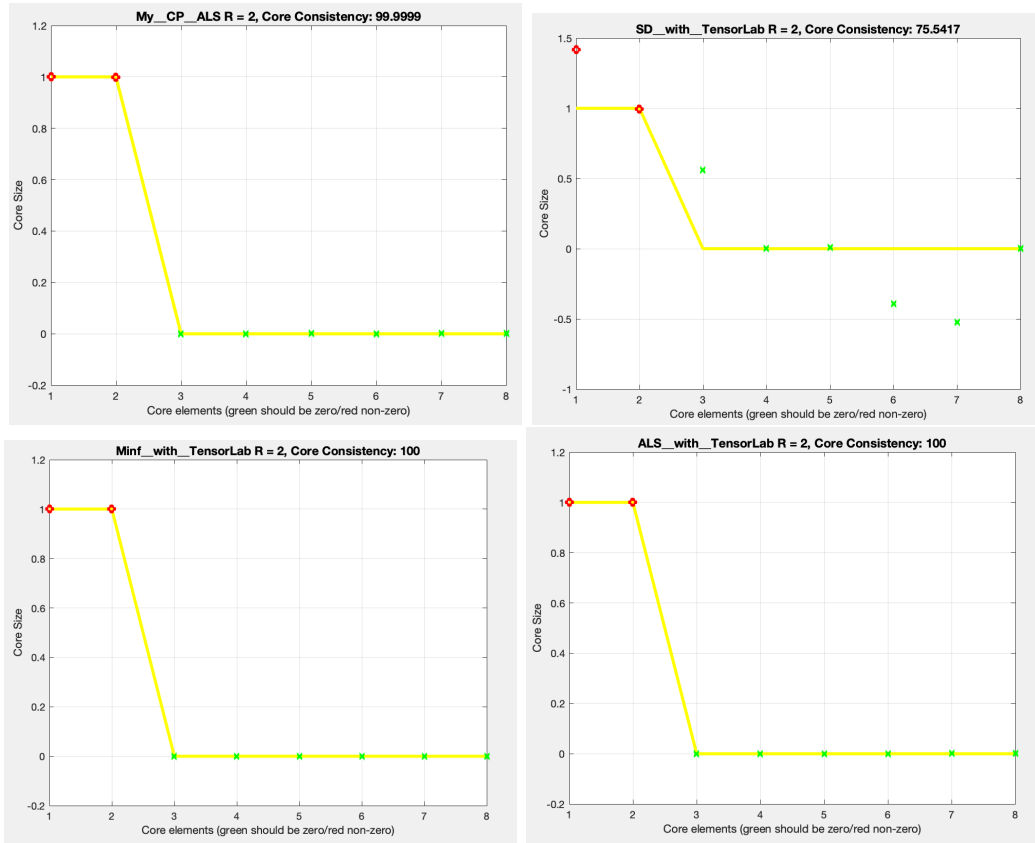 My__CP__ALS R = 2, Core Consistency: 99.9999
1.2
1
0.8
0.6
0.4
0.2
0
-0.2
Core Size
1 2 3 4 5 6 7 8
Core elements (green should be zero/red non-zero)
SD__with__TensorLab R = 2, Core Consistency: 75.5417
1.5
1
0.5
0
-0.5
-1
Core Size
1 2 3 4 5 6 7 8
Core elements (green should be zero/red non-zero)
Minf__with__TensorLab R = 2, Core Consistency: 100
1.2
1
0.8
0.6
0.4
0.2
0
-0.2
Core Size
1 2 3 4 5 6 7 8
Core elements (green should be zero/red non-zero)
ALS__with__TensorLab R = 2, Core Consistency: 100
1.2
1
0.8
0.6
0.4
0.2
0
-0.2
Core Size
1 2 3 4 5 6 7 8
Core elements (green should be zero/red non-zero)